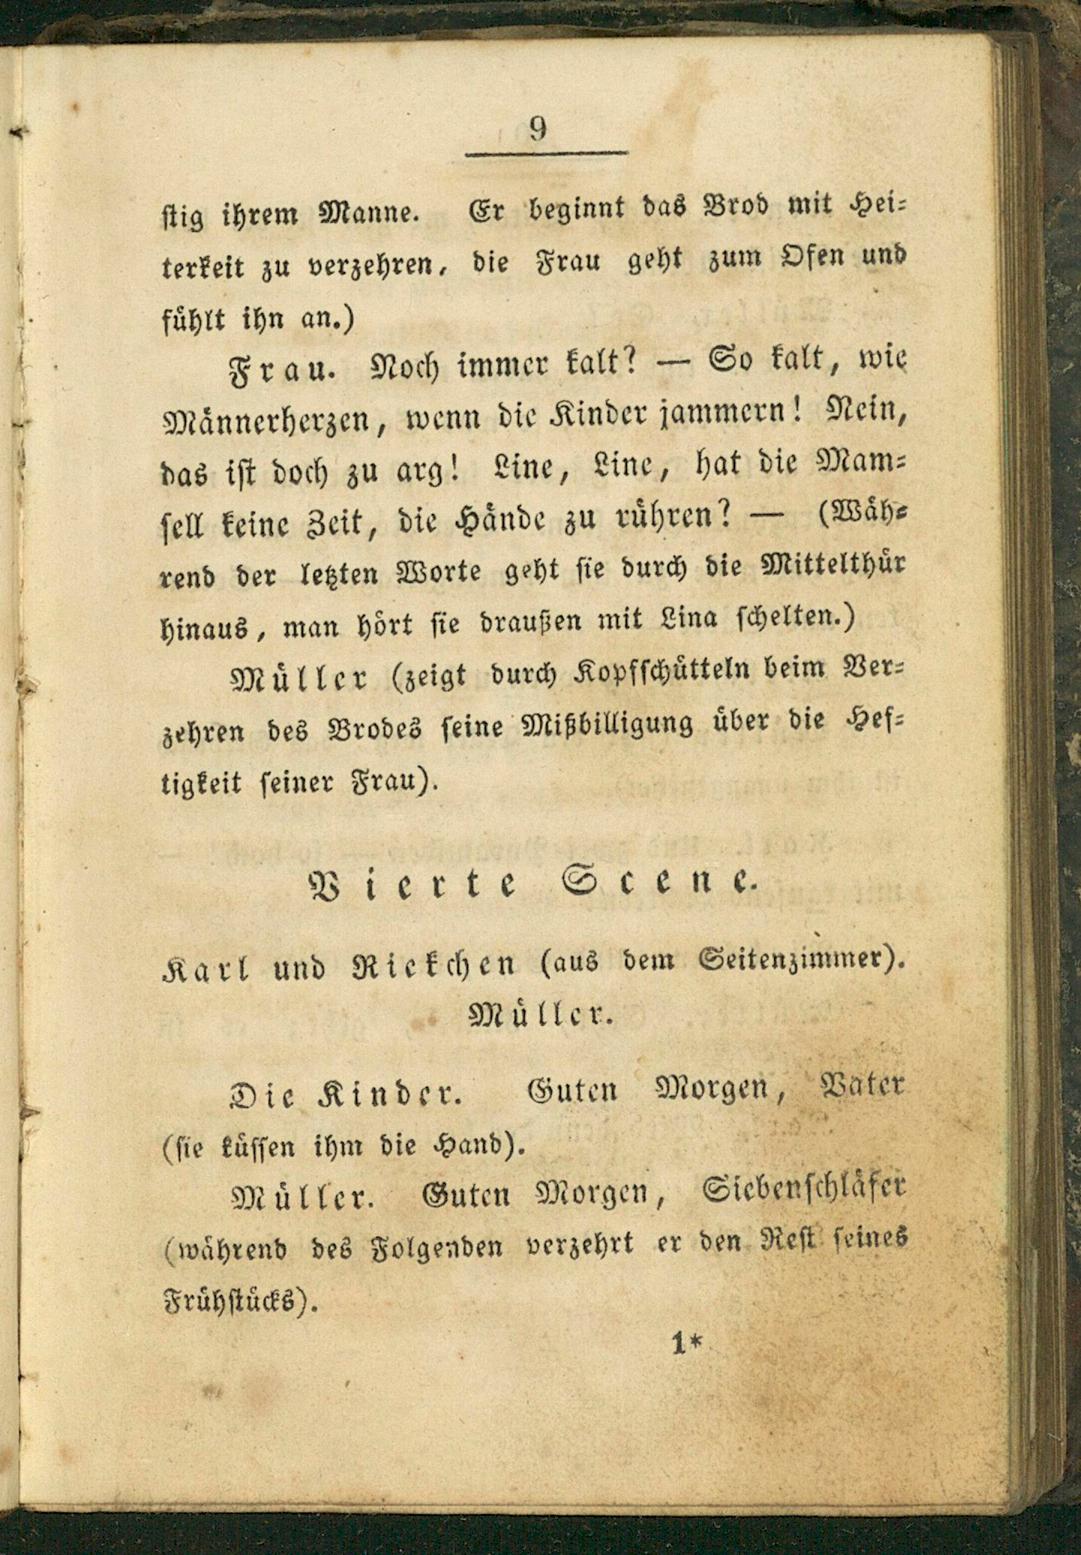 9
stig ihrem Manne. Er beginnt das Brod mit Hei-
terkeit zu verzehren, die Frau geht zum Ofen und
fühlt ihn an.)
Frau. Noch immer kalt? — So kalt, wie
Männerherzen, wenn die Kinder jammern! Nein,
das ist doch zu arg! Line, Line, hat die Mam-
sell keine Zeit, die Hände zu rühren? — (Wäh-
rend der letzten Worte geht sie durch die Mittelthür
hinaus, man hört sie draußen mit Lina schelten.)
Müller (zeigt durch Kopfschütteln beim Ver-
zehren des Brodes seine Mißbilligung über die Hef-
tigkeit seiner Frau).
Vierte Scene.
Karl und Riekchen (aus dem Seitenzimmer).
Müller.
Die Kinder. Guten Morgen, Vater
(sie küssen ihm die Hand).
Müller. Guten Morgen, Siebenschläfer
(während des Folgenden verzehrt er den Rest seines
Frühstücks).
1*